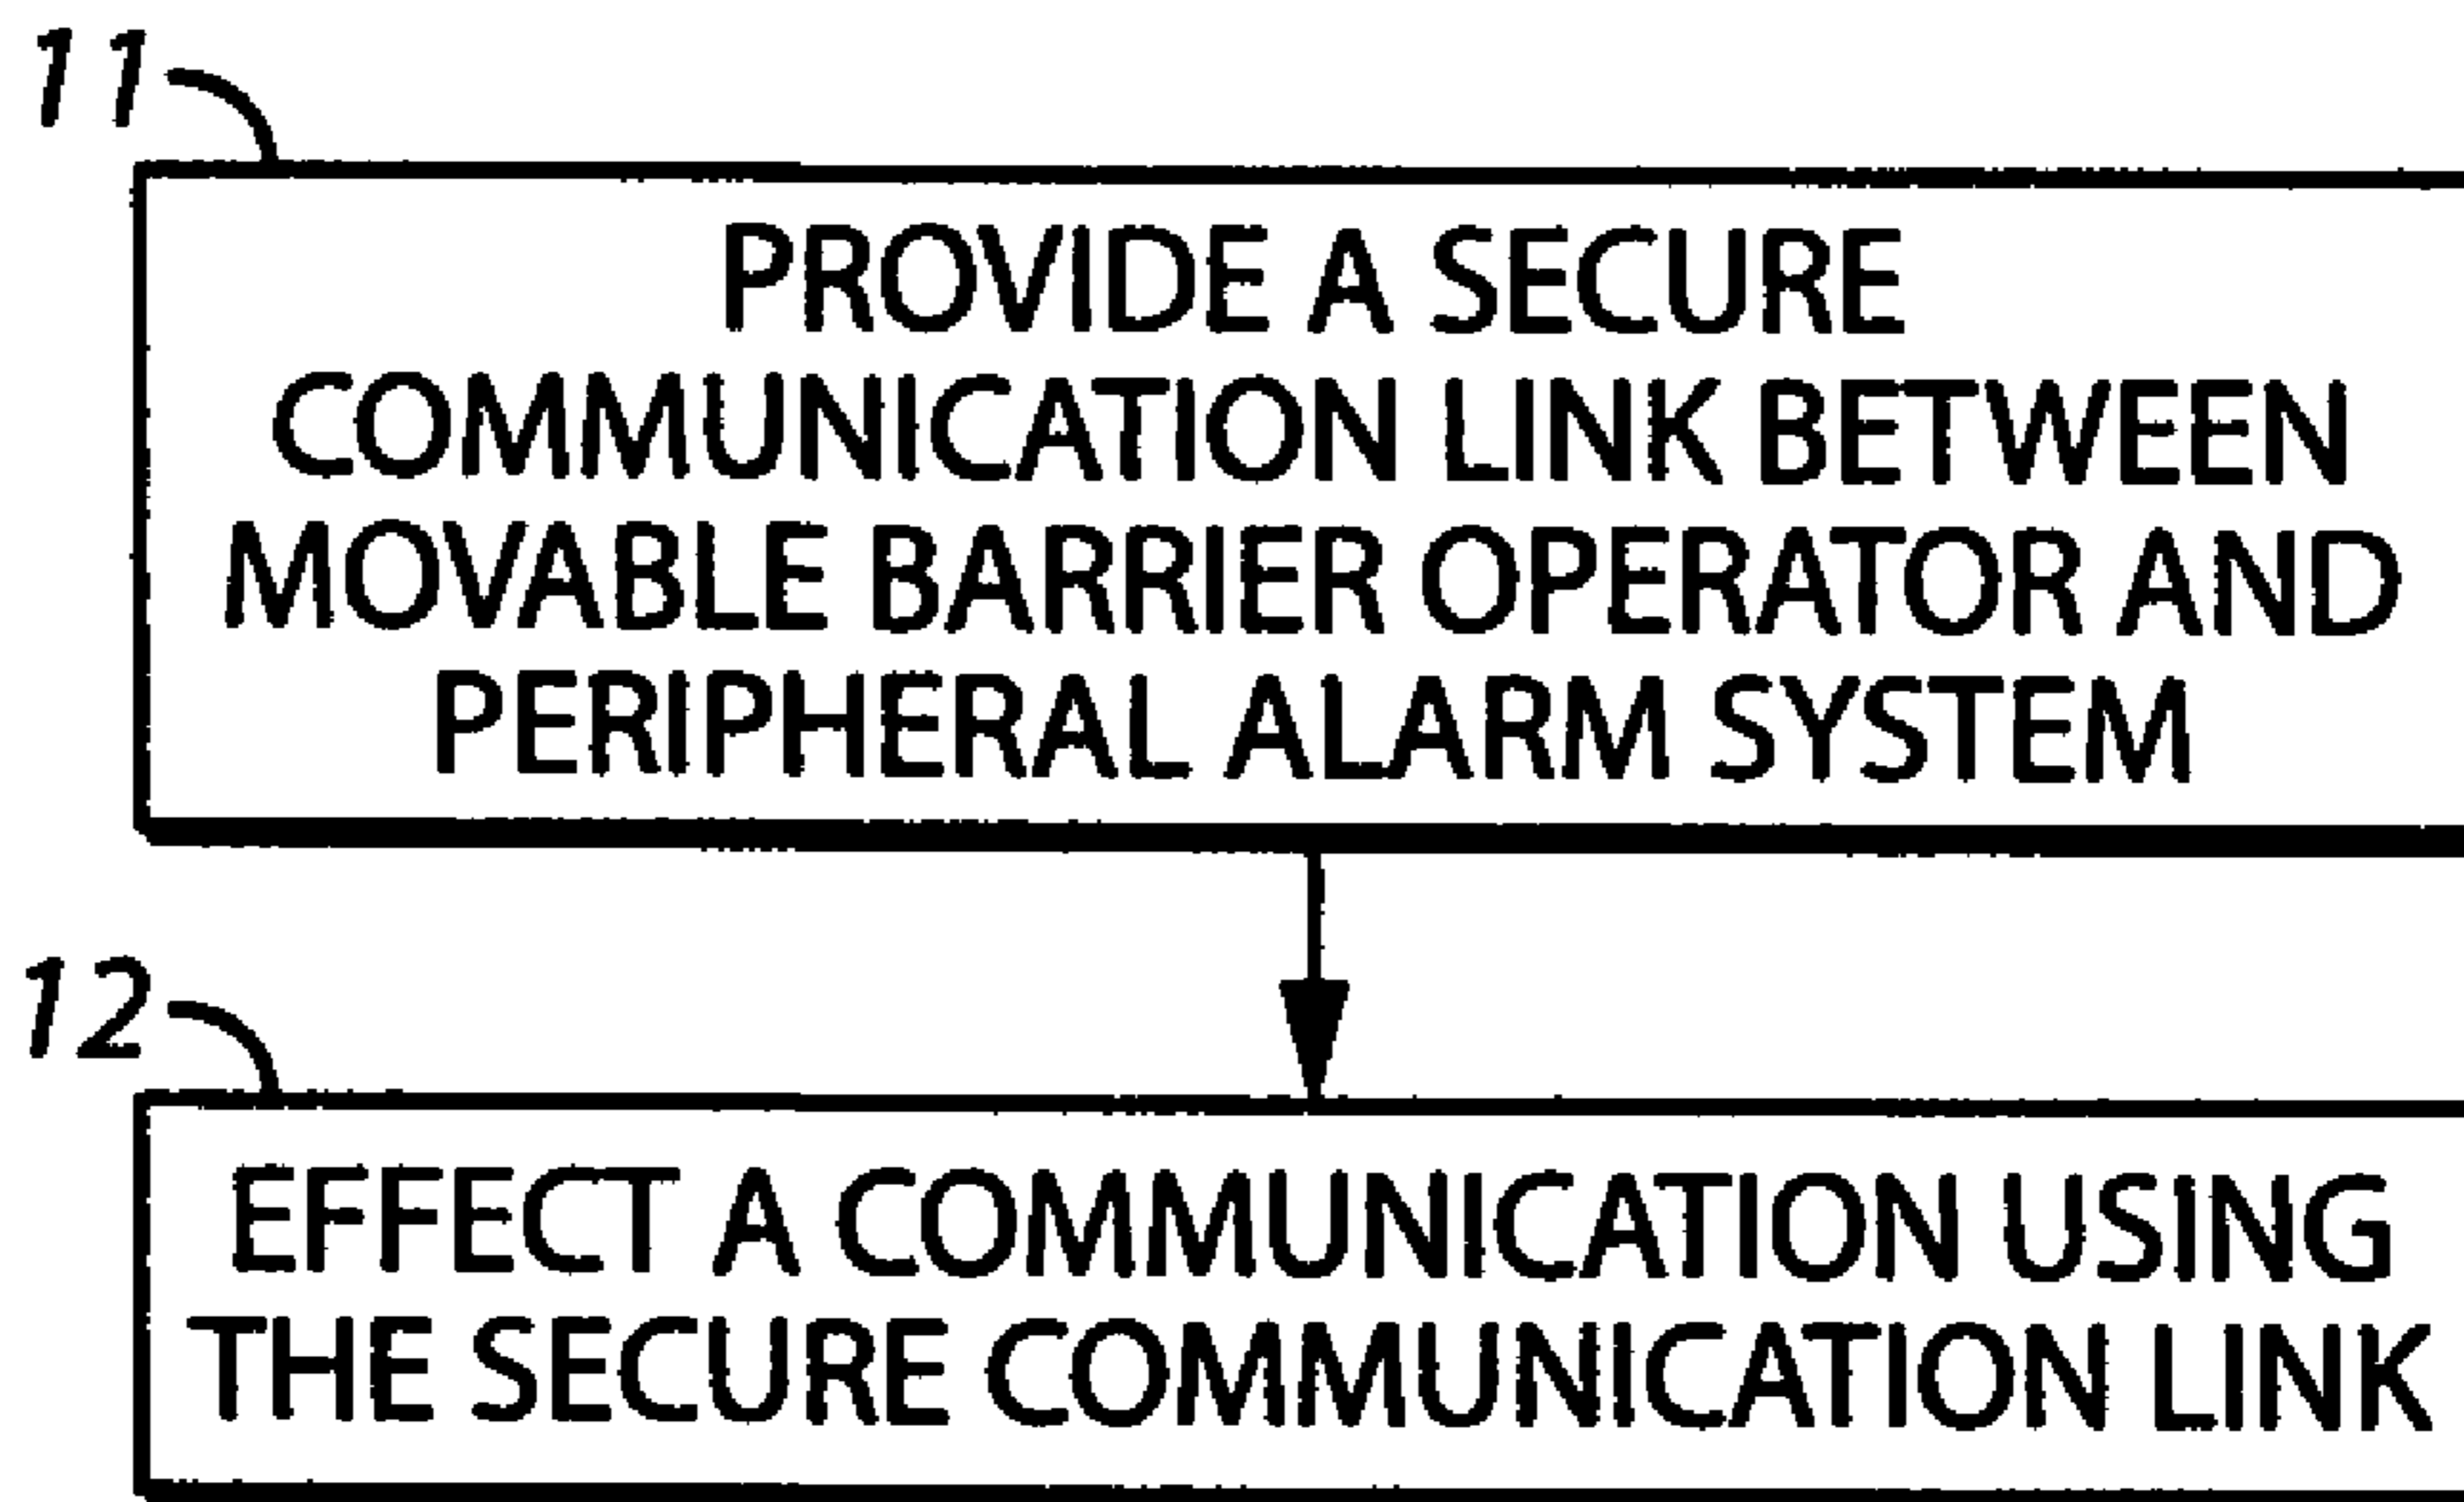 11
PROVIDE A SECURE
COMMUNICATION LINK BETWEEN
MOVABLE BARRIER OPERATOR AND
PERIPHERAL ALARM SYSTEM
12
EFFECT A COMMUNICATION USING
THE SECURE COMMUNICATION LINK